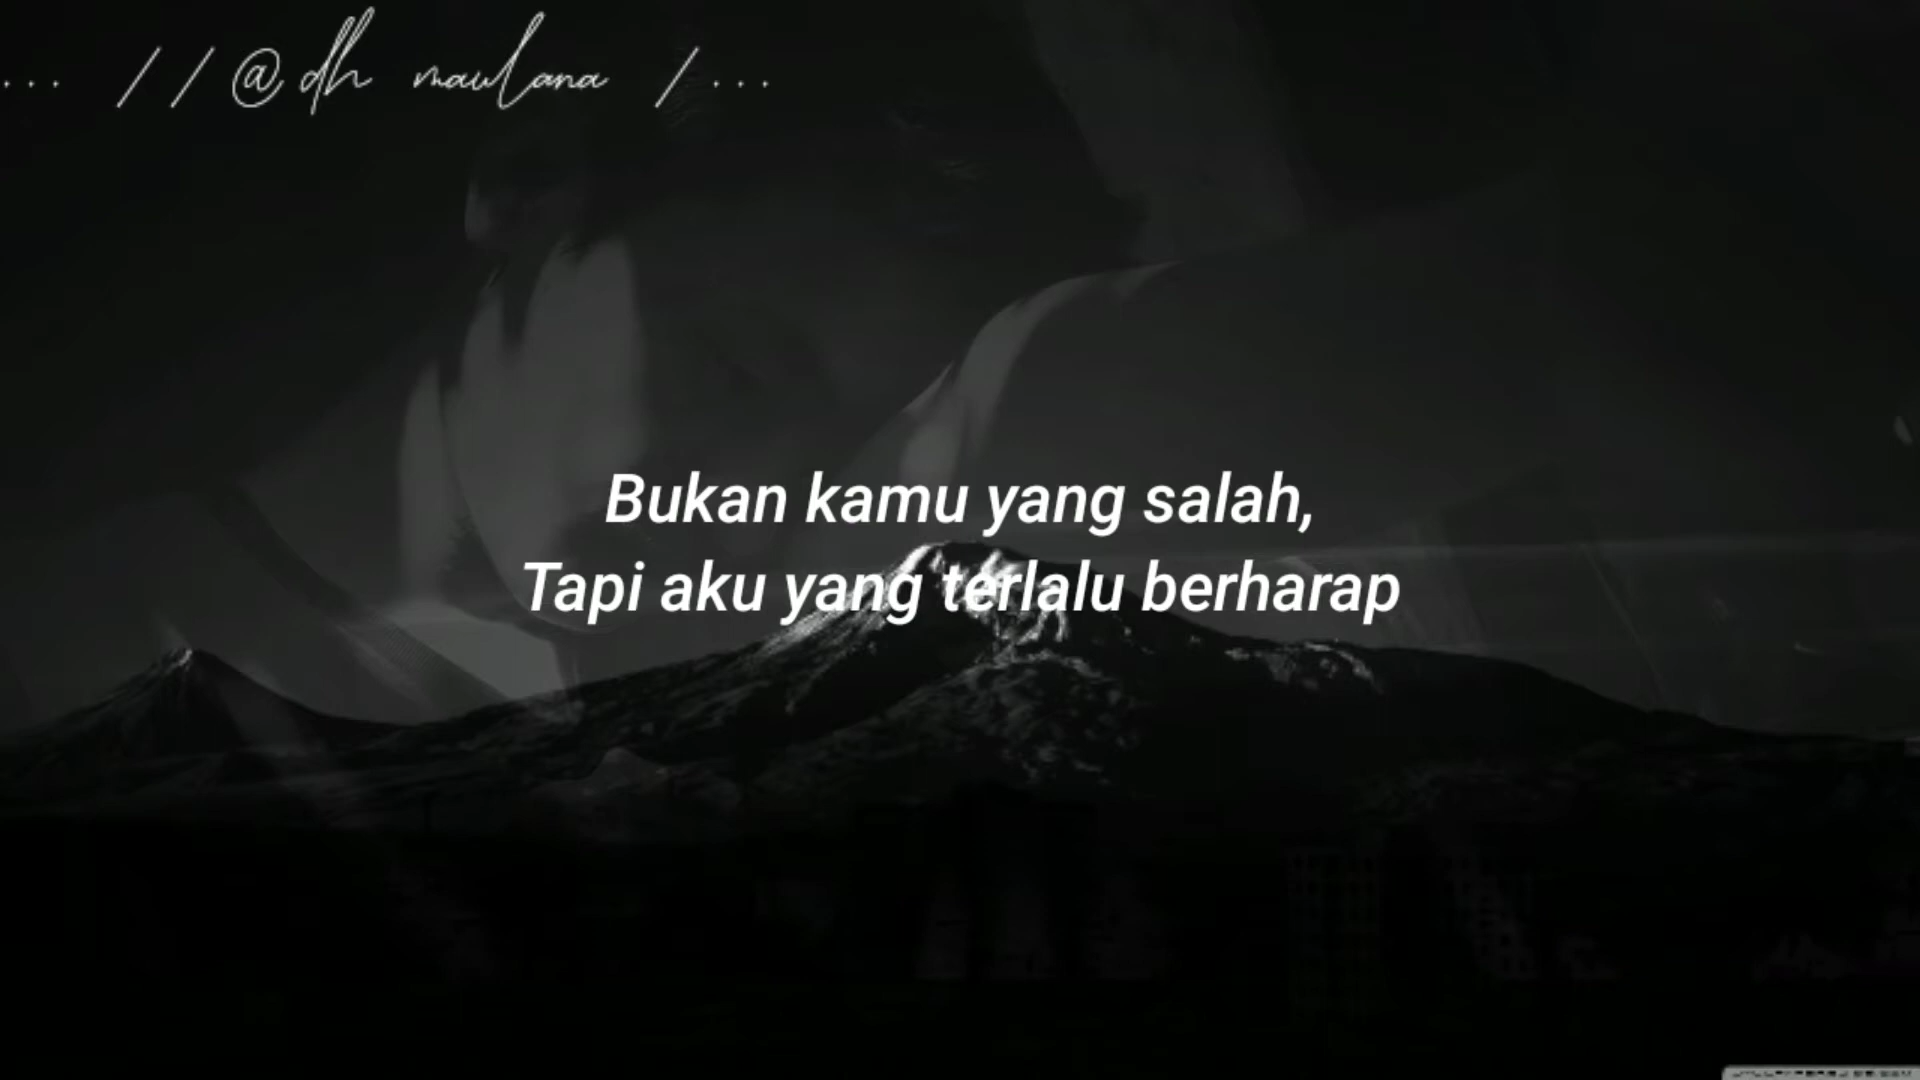 ... //@dh maulana /...
Bukan kamu yang salah,
Tapi aku yang terlalu berharap